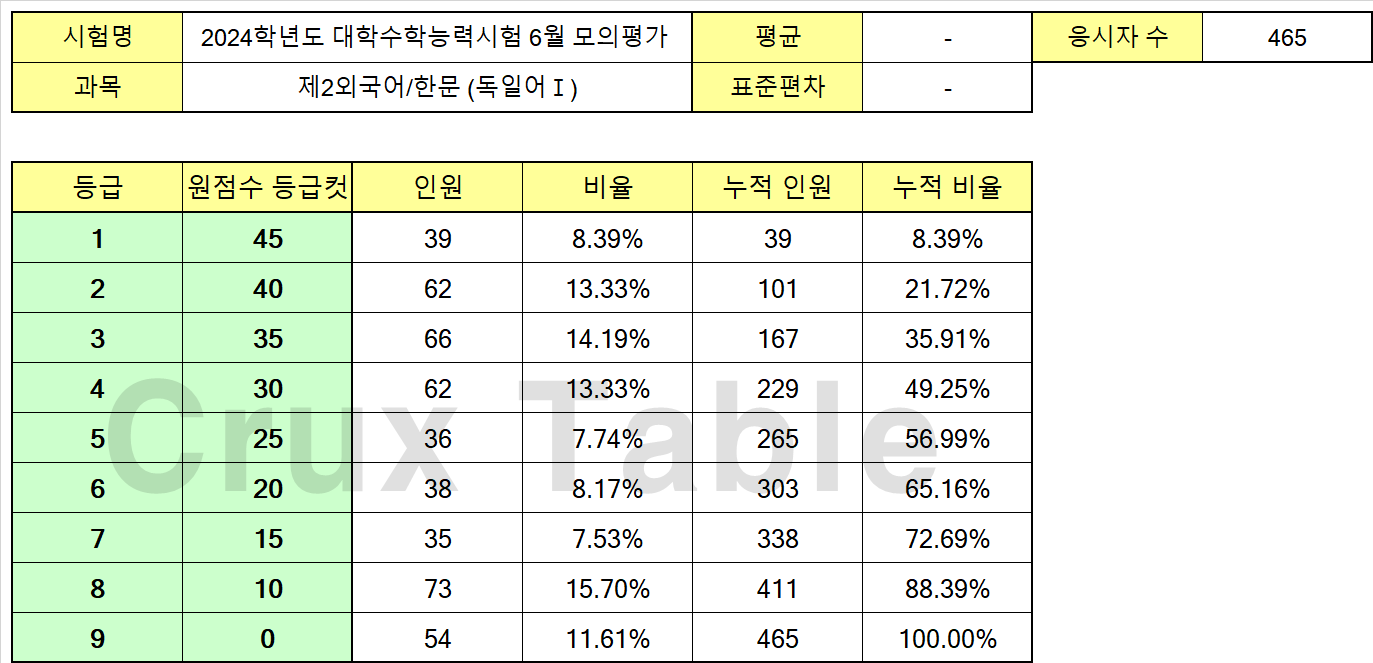 시험명 2024학년도 대학수학능력시험 6월 모의평가 평균 - 응시자 수 465
과목 제2외국어/한문 (독일어Ⅰ) 표준편차 -
등급 원점수 등급컷 인원 비율 누적 인원 누적 비율
1 45 39 8.39% 39 8.39%
2 40 62 13.33% 101 21.72%
3 35 66 14.19% 167 35.91%
4 30 62 13.33% 229 49.25%
5 25 36 7.74% 265 56.99%
6 20 38 8.17% 303 65.16%
7 15 35 7.53% 338 72.69%
8 10 73 15.70% 411 88.39%
9 0 54 11.61% 465 100.00%
Crux Table